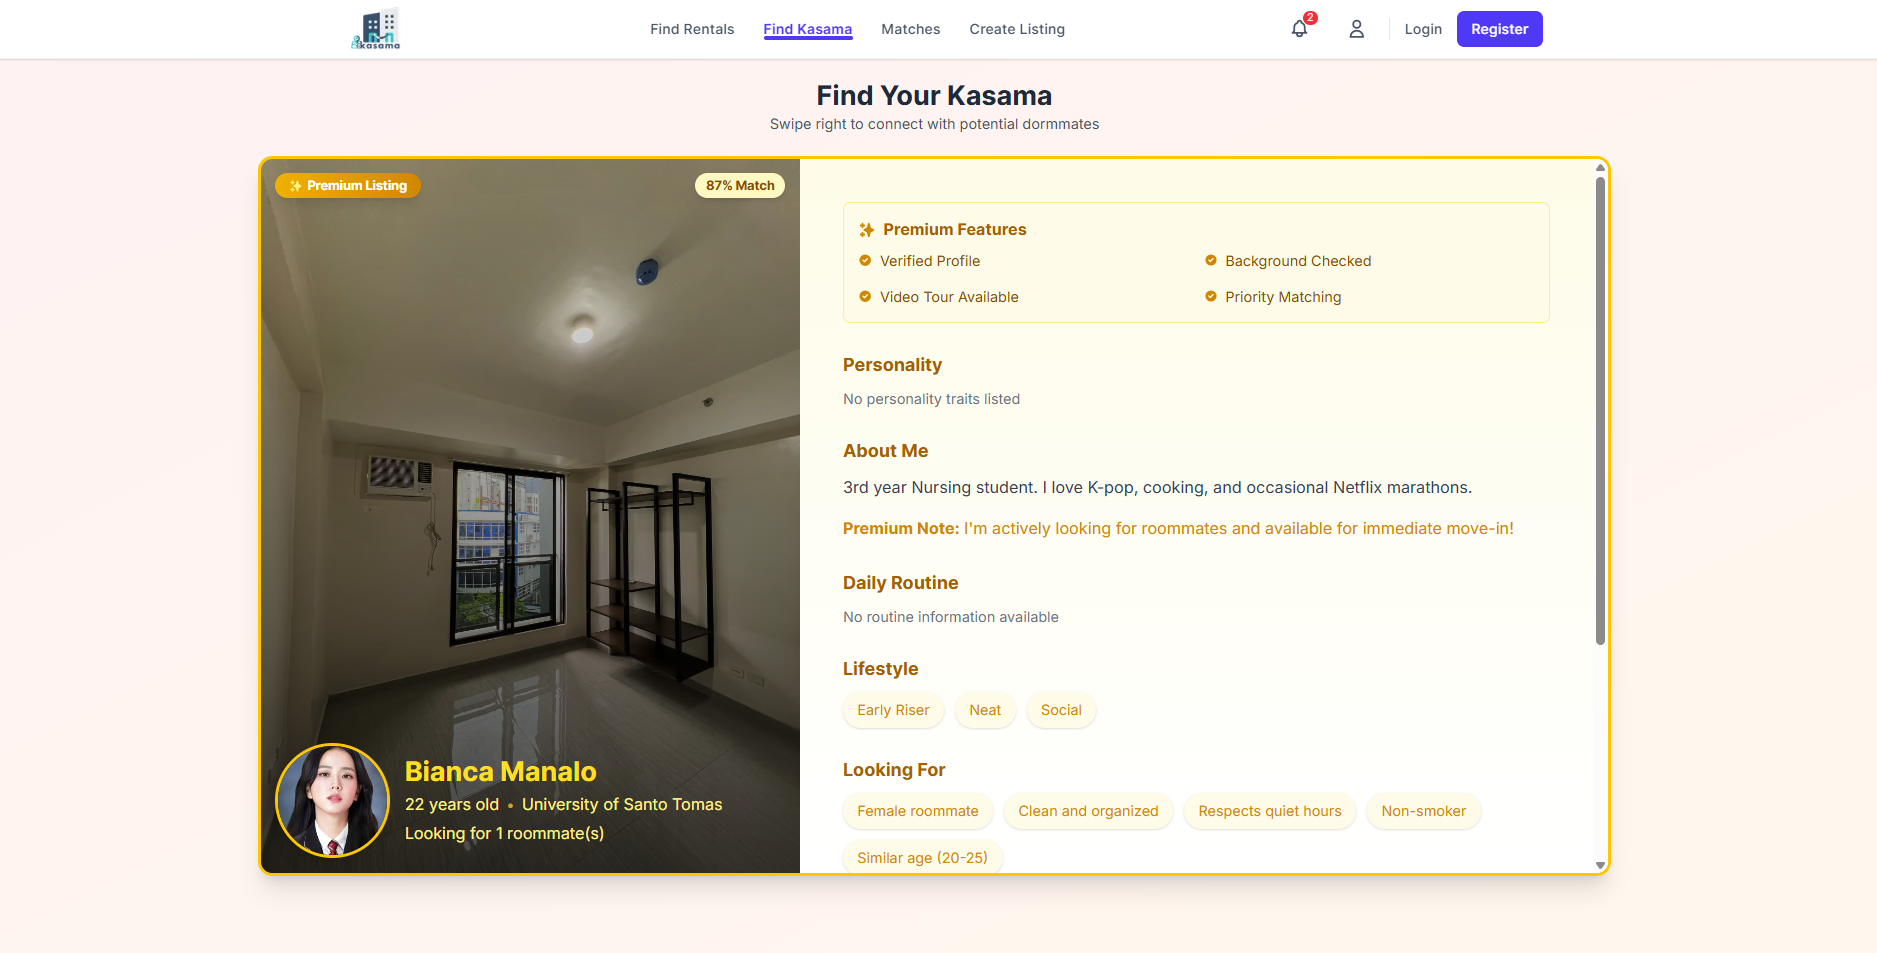 kasama
Find Rentals
Find Kasama
Matches
Create Listing
2
Login
Register
Find Your Kasama
Swipe right to connect with potential dormmates
Premium Listing
87% Match
Bianca Manalo
22 years old • University of Santo Tomas
Looking for 1 roommate(s)
Premium Features
Verified Profile
Background Checked
Video Tour Available
Priority Matching
Personality
No personality traits listed
About Me
3rd year Nursing student. I love K-pop, cooking, and occasional Netflix marathons.
Premium Note: I'm actively looking for roommates and available for immediate move-in!
Daily Routine
No routine information available
Lifestyle
Early Riser
Neat
Social
Looking For
Female roommate
Clean and organized
Respects quiet hours
Non-smoker
Similar age (20-25)